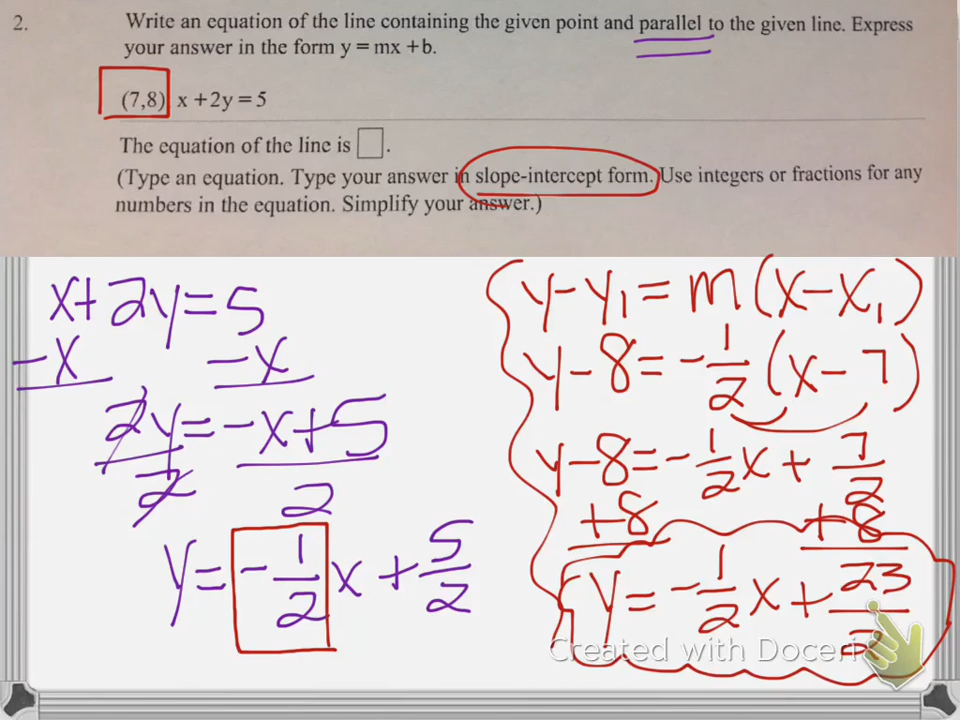 2. Write an equation of the line containing the given point and parallel to the given line. Express
your answer in the form y = mx + b.
(7,8) x + 2y = 5
The equation of the line is □.
(Type an equation. Type your answer in slope-intercept form. Use integers or fractions for any
numbers in the equation. Simplify your answer.)
x + 2y = 5
-x -x
2y = -x + 5
2 2
y = -1/2 x + 5/2
y - y₁ = m(x - x₁)
y - 8 = -1/2 (x - 7)
y - 8 = -1/2 x + 7/2
+8 +8
y = -1/2 x + 23/2
Created with Doceri